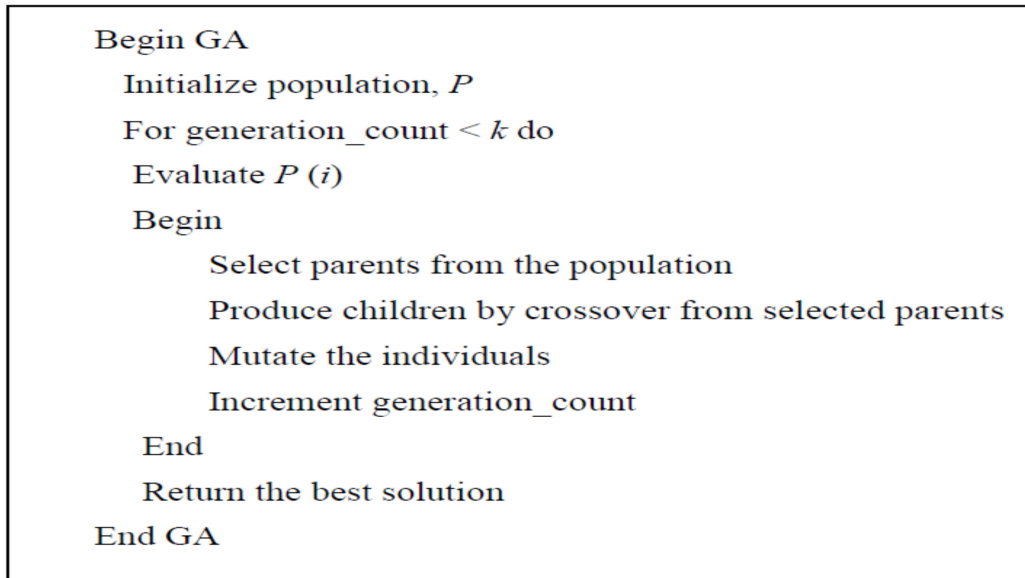 Begin GA
Initialize population, P
For generation_count < k do
Evaluate P (i)
Begin
Select parents from the population
Produce children by crossover from selected parents
Mutate the individuals
Increment generation_count
End
Return the best solution
End GA